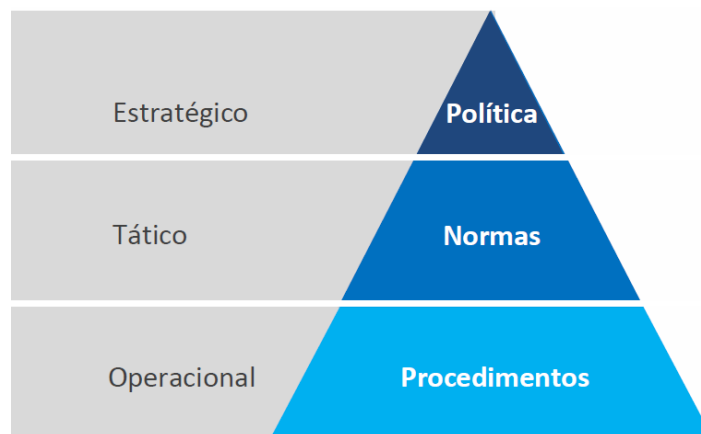 Estratégico
Política
Tático
Normas
Operacional
Procedimentos